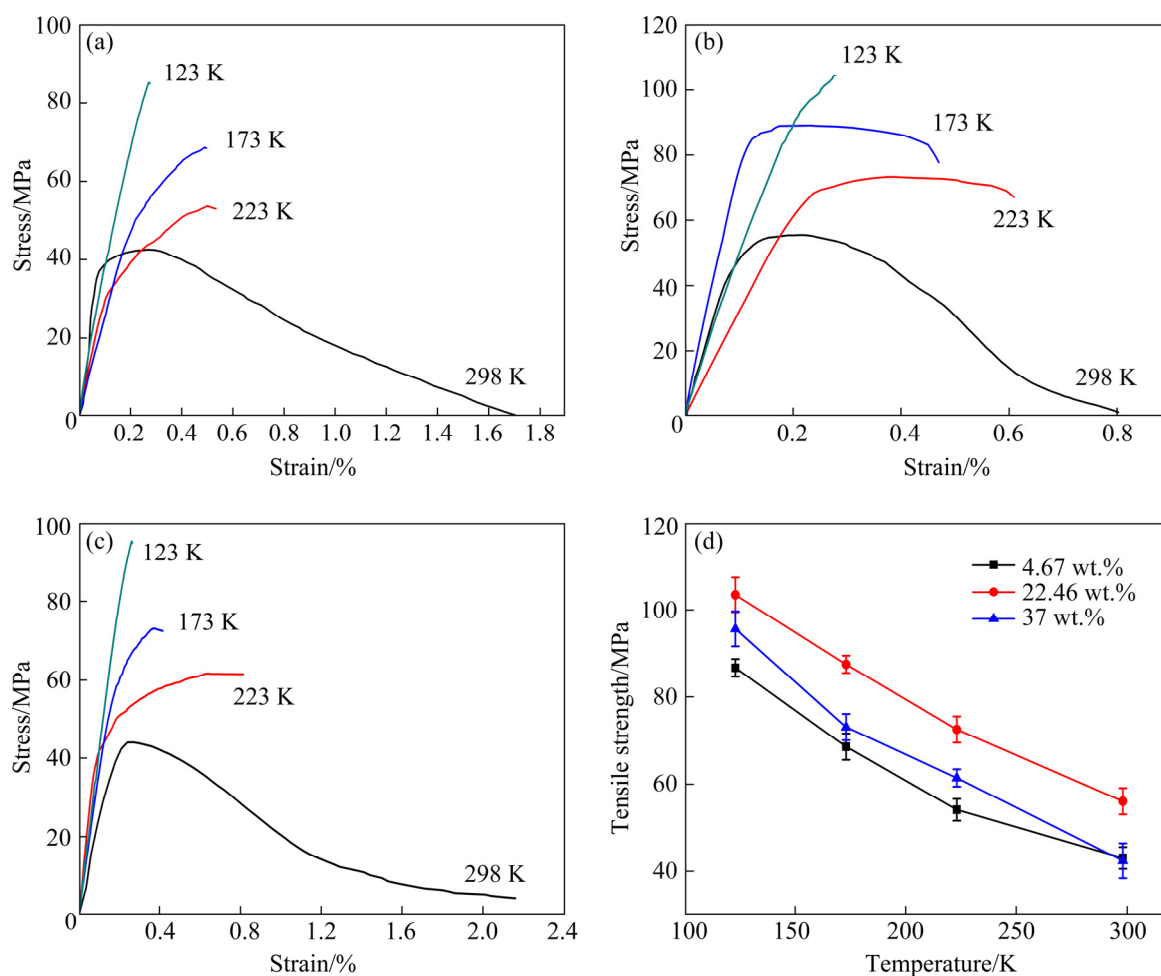 (a)
100
80
60
40
20
0
Stress/MPa
123 K
173 K
223 K
298 K
0.2 0.4 0.6 0.8 1.0 1.2 1.4 1.6 1.8
Strain/%
(b)
120
100
80
60
40
20
0
Stress/MPa
123 K
173 K
223 K
298 K
0.2 0.4 0.6 0.8
Strain/%
(c)
100
80
60
40
20
0
Stress/MPa
123 K
173 K
223 K
298 K
0.4 0.8 1.2 1.6 2.0 2.4
Strain/%
(d)
120
100
80
60
40
Tensile strength/MPa
4.67 wt.%
22.46 wt.%
37 wt.%
100 150 200 250 300
Temperature/K